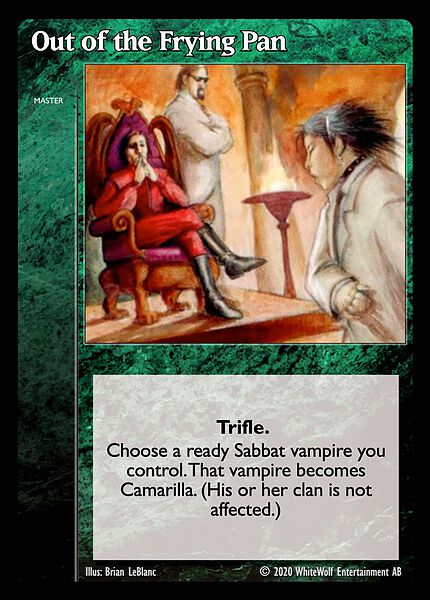 Out of the Frying Pan
MASTER
Trifle.
Choose a ready Sabbat vampire you
control. That vampire becomes
Camarilla. (His or her clan is not
affected.)
Illus: Brian LeBlanc
© 2020 WhiteWolf Entertainment AB